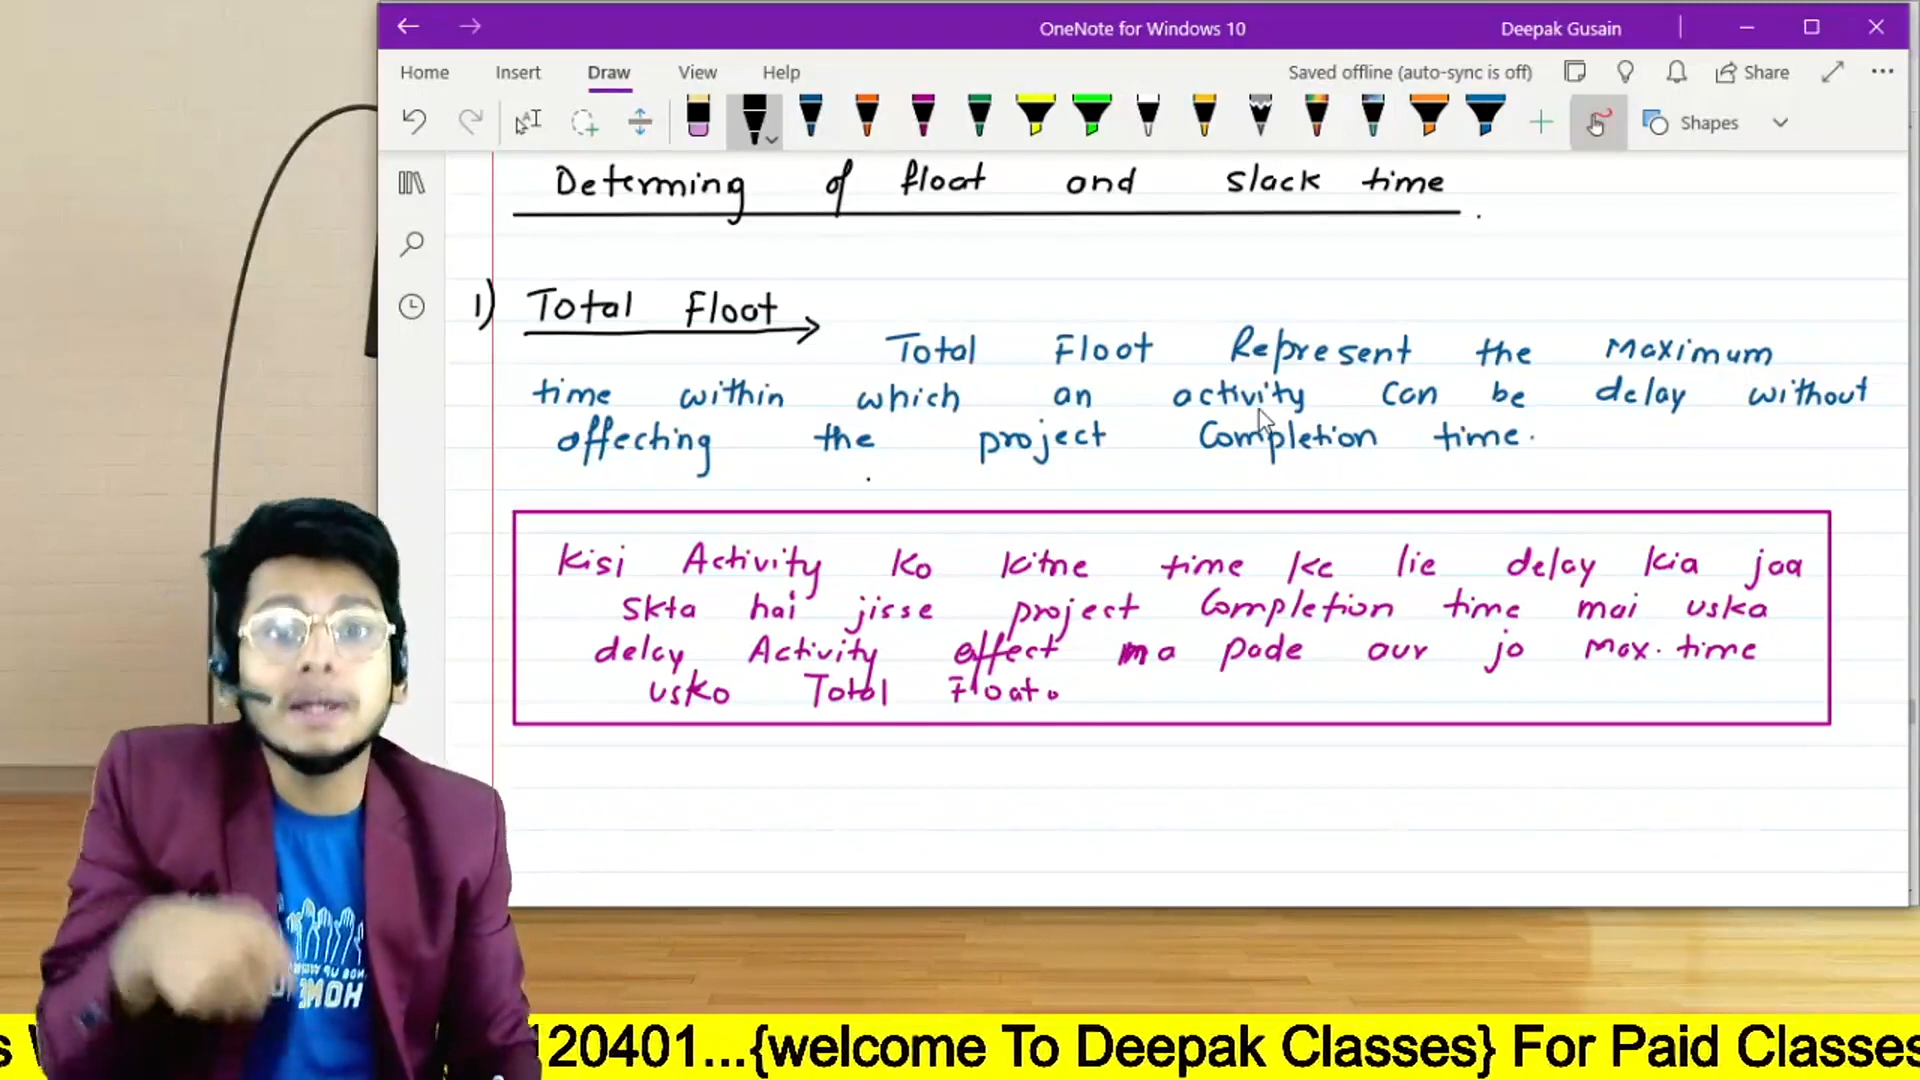 OneNote for Windows 10
Deepak Gusain
Home Insert Draw View Help
Saved offline (auto-sync is off)
Share
Shapes
Determing of float and slack time.
1) Total Float
Total Float Represent the Maximum
time within which an activity Can be delay without
affecting the project Completion time.
Kisi Activity Ko Kitne time ke lie delay kia jaa
skta hai jisse project Completion time mai uska
delay Activity effect na pade our jo Max. time
usko Total Float.
120401...{welcome To Deepak Classes} For Paid Classes